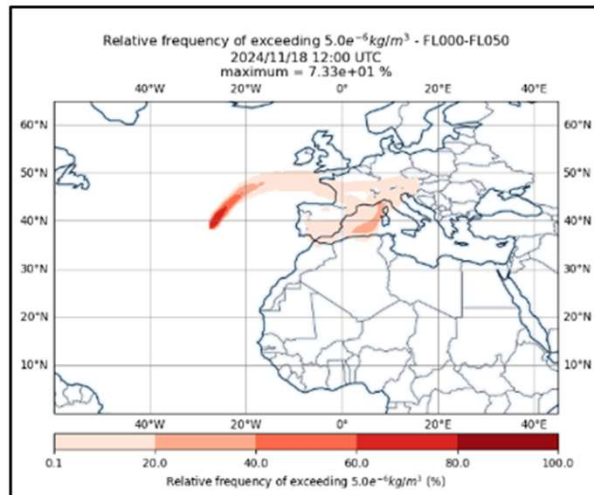 Relative frequency of exceeding 5.0e⁻⁶kg/m³ - FL000-FL050
2024/11/18 12:00 UTC
maximum = 7.33e+01 %
40°W 20°W 0° 20°E 40°E
60°N 60°N
50°N 50°N
40°N 40°N
30°N 30°N
20°N 20°N
10°N 10°N
40°W 20°W 0° 20°E 40°E
0.1 20.0 40.0 60.0 80.0 100.0
Relative frequency of exceeding 5.0e⁻⁶kg/m³ (%)